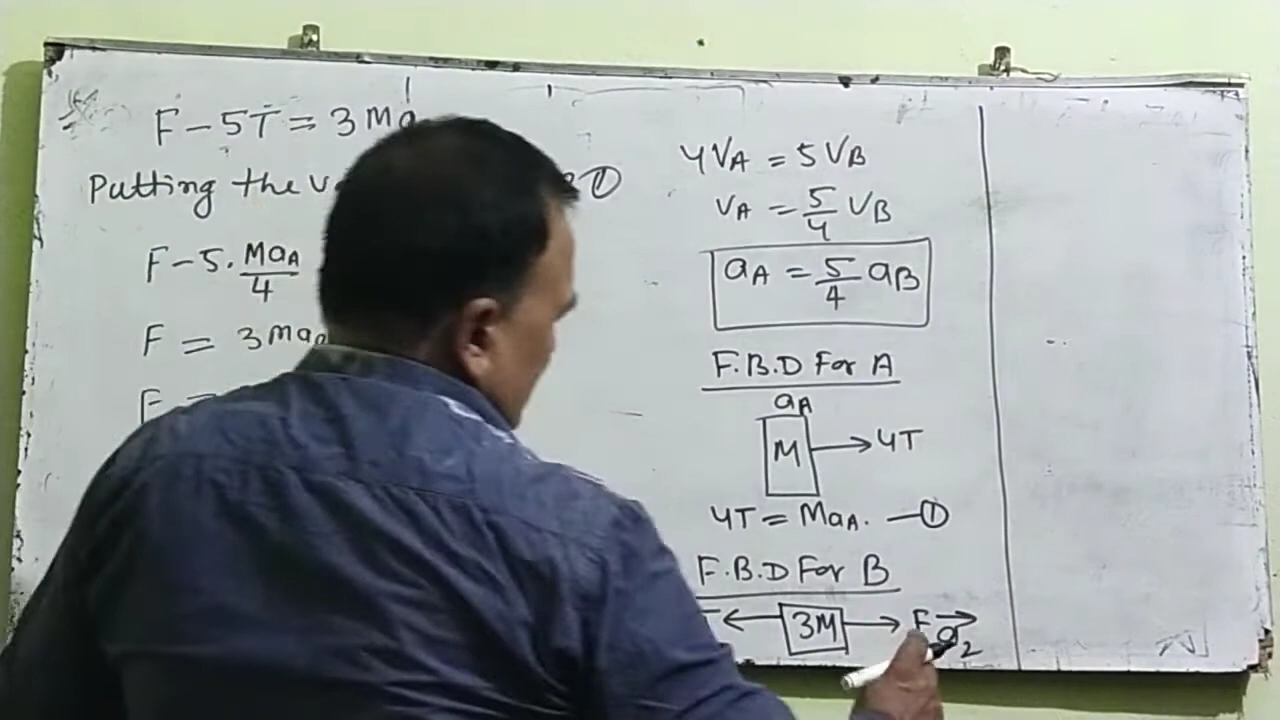 F - 5T = 3Ma
Putting the v ①
F - 5. MaA/4
F = 3ma
F =
4VA = 5VB
VA = 5/4 VB
aA = 5/4 aB
F.B.D For A
aA
M → 4T
4T = MaA. — ①
F.B.D For B
← 3M → F →
a2